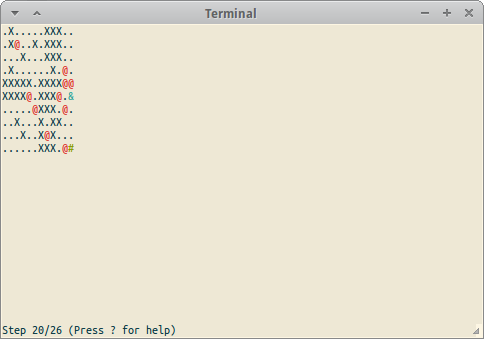 Terminal
.X.....XXX..
.X@..X.XXX..
...X...XXX..
.X......X.@.
XXXXX.XXXX@@
XXXX@.XXX@.&
.....@XXX.@.
..X...X.XX..
...X..X@X...
......XXX.@#
Step 20/26 (Press ? for help)